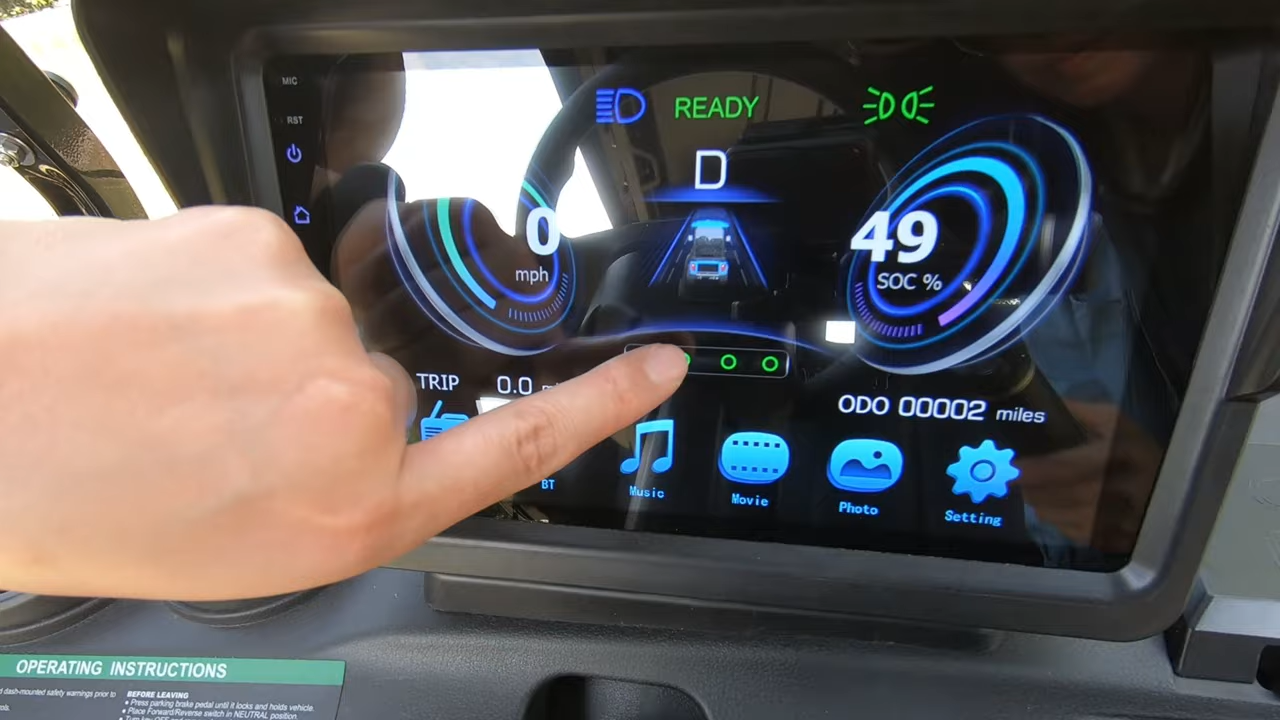 MIC
RST
READY
D
0
mph
49
SOC %
TRIP 0.0
ODO 00002 miles
BT
Music
Movie
Photo
Setting
OPERATING INSTRUCTIONS
dash-mounted safety warnings prior to
BEFORE LEAVING
• Press parking brake pedal until it locks and holds vehicle.
• Place Forward/Reverse switch in NEUTRAL position.